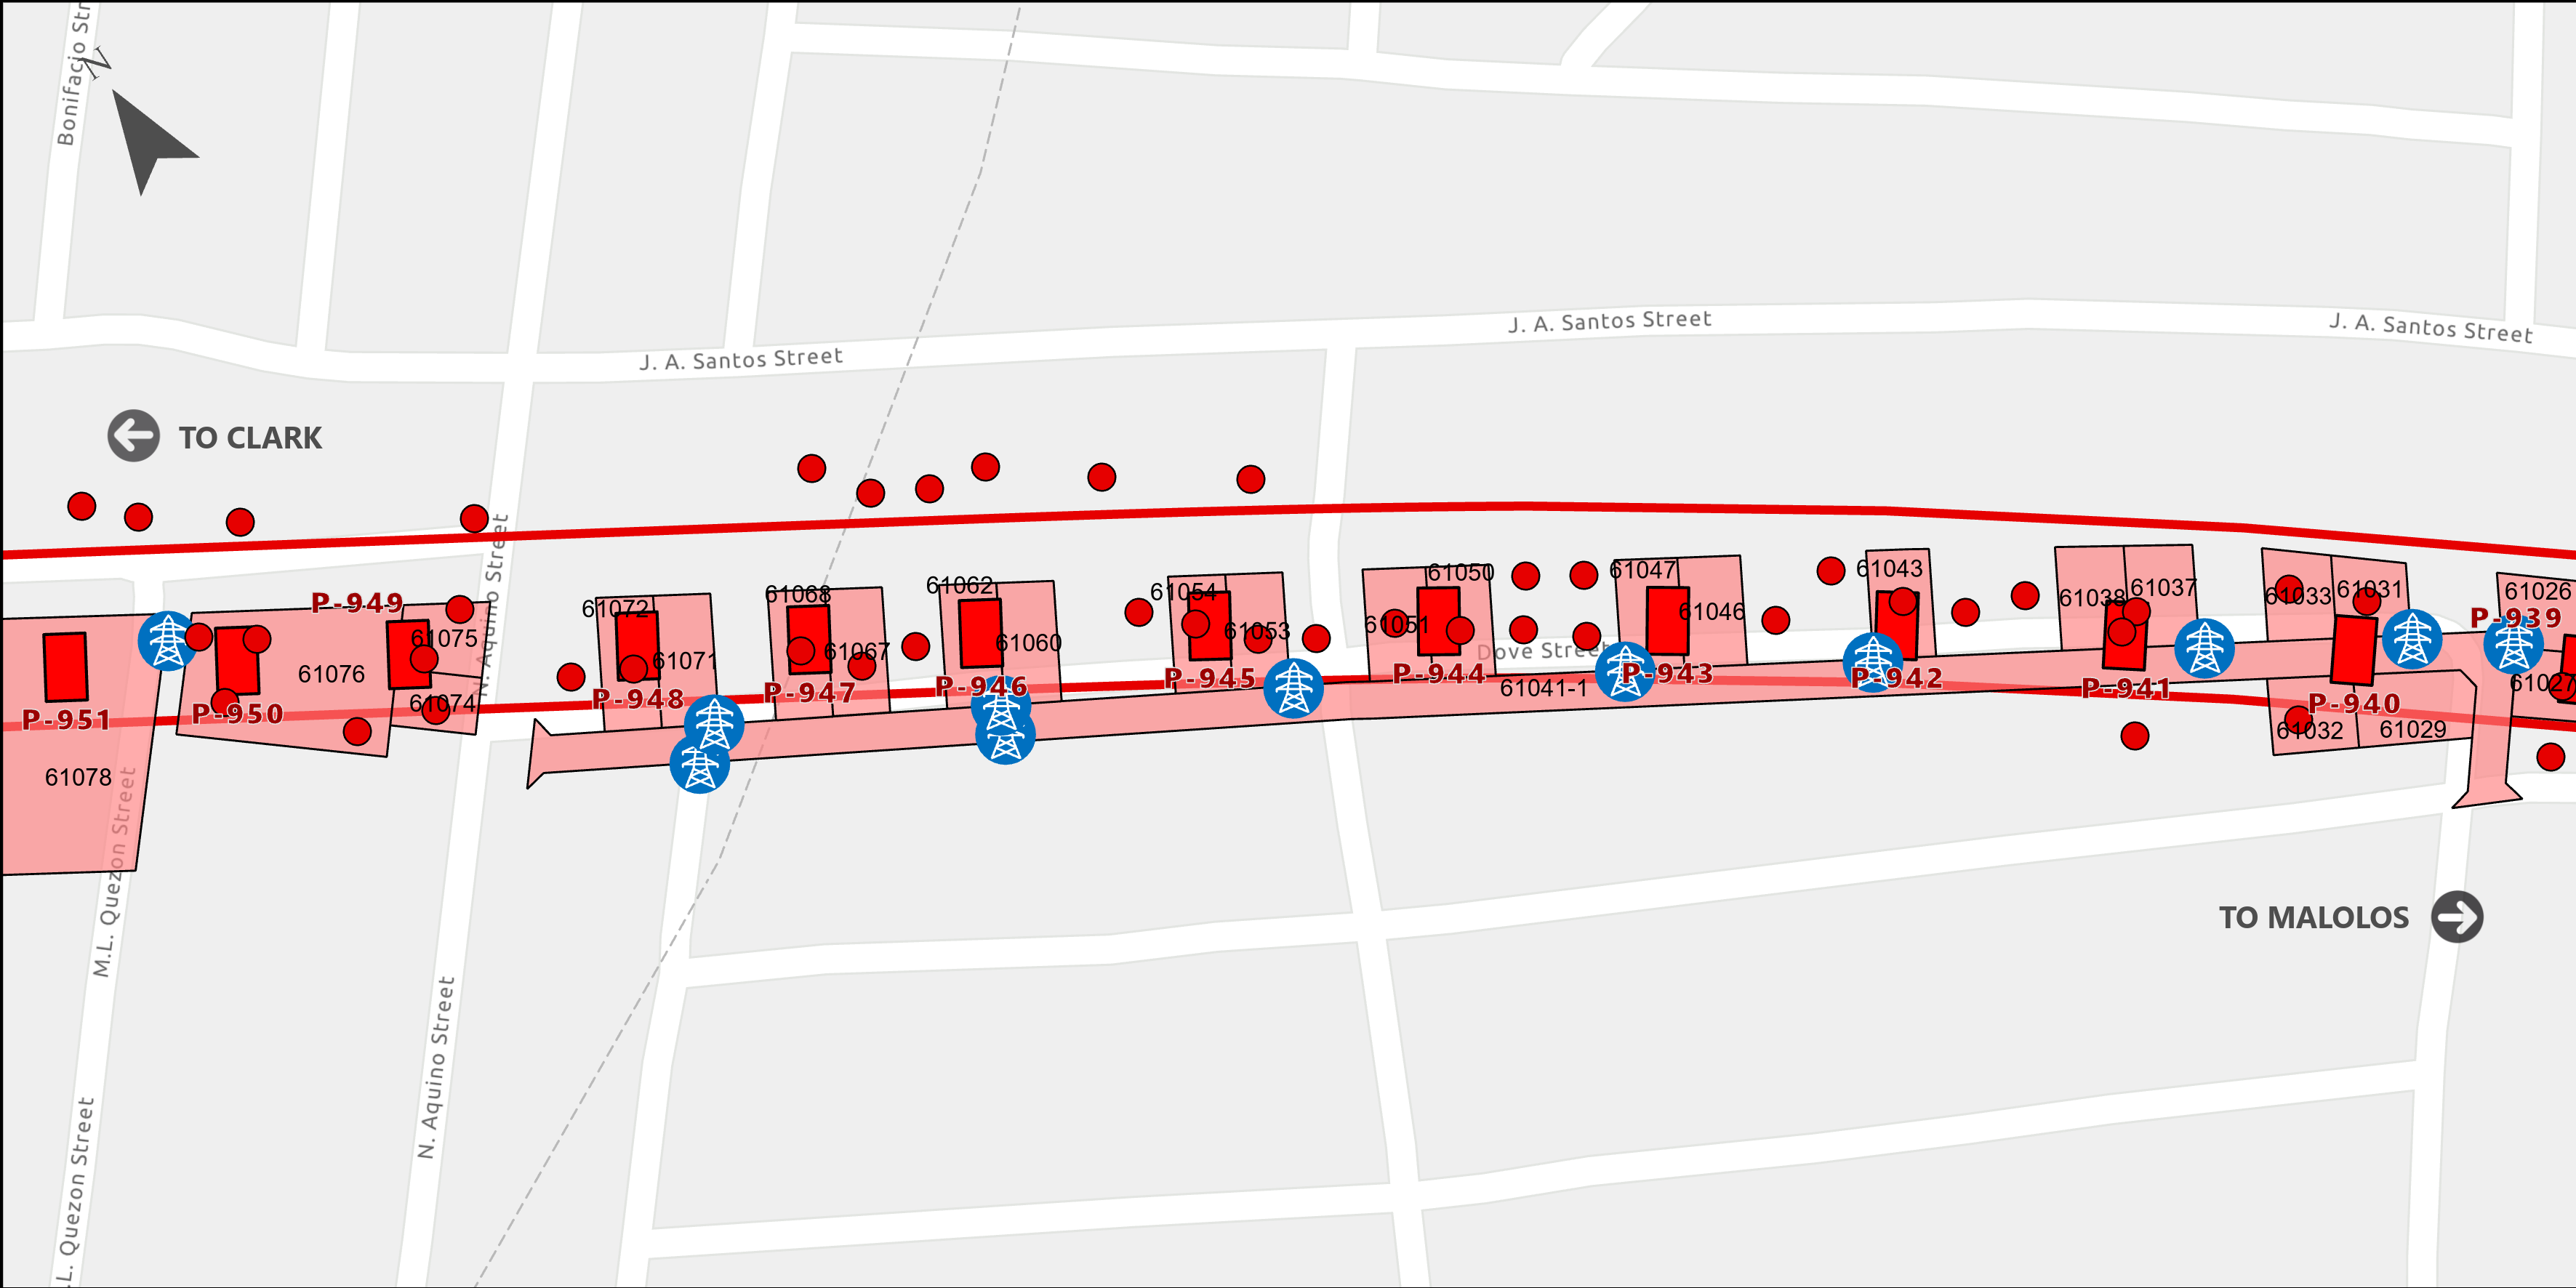 Bonifacio Str
N
J. A. Santos Street
J. A. Santos Street
J. A. Santos Street
TO CLARK
N. Aquino Street
P-949
61072
61068
61062
61054
61050
61047
61043
61038
61037
61033
61031
61026
P-939
61075
61076
61071
61067
61060
61053
61051
Dove Street
61046
P-951
P-950
61074
P-948
P-947
P-946
P-945
P-944
61041-1
P-943
P-942
P-941
P-940
61027
61032
61029
61078
M.L. Quezon Street
TO MALOLOS
N. Aquino Street
.L. Quezon Street